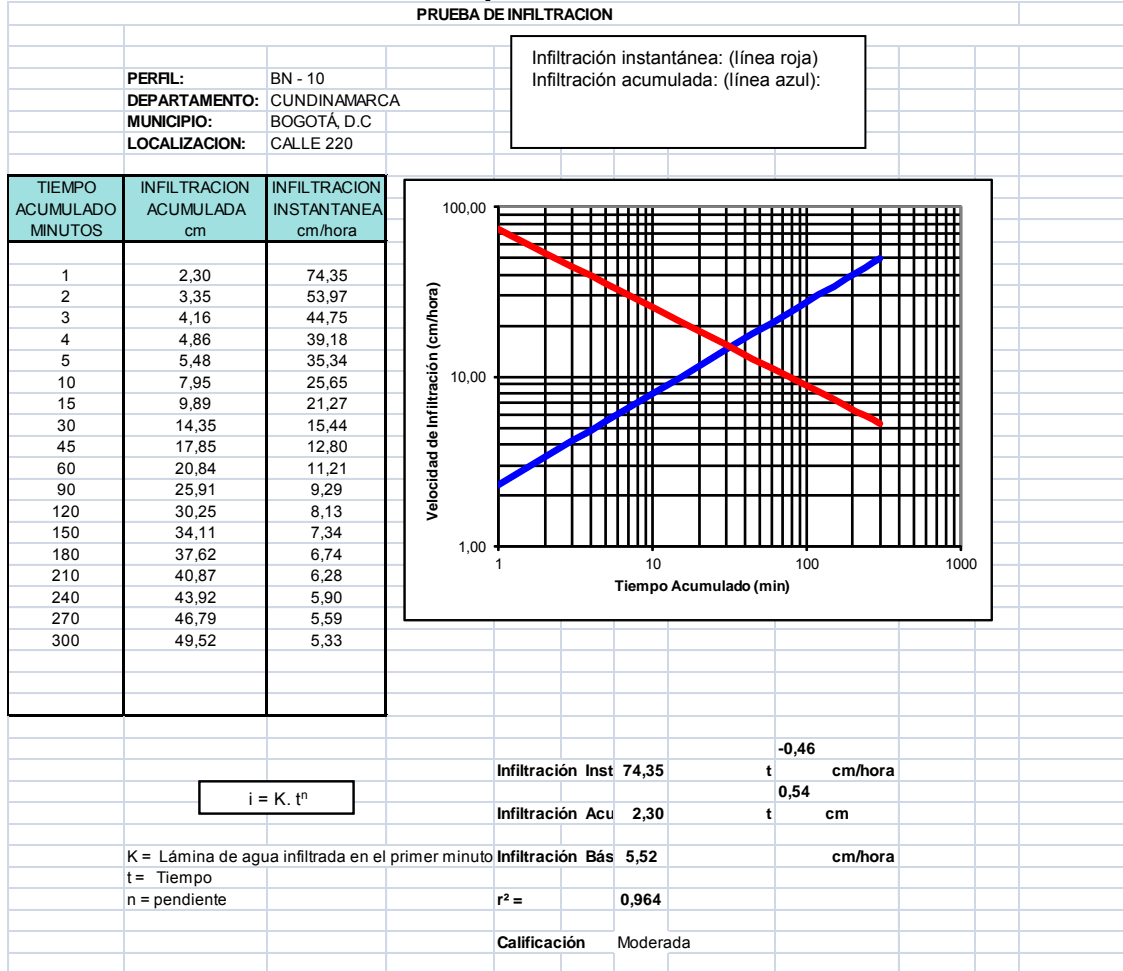 PRUEBA DE INFILTRACION
Infiltración instantánea: (línea roja)
Infiltración acumulada: (línea azul):
PERFIL: BN - 10
DEPARTAMENTO: CUNDINAMARCA
MUNICIPIO: BOGOTÁ, D.C
LOCALIZACION: CALLE 220
TIEMPO INFILTRACION INFILTRACION
ACUMULADO ACUMULADA INSTANTANEA
MINUTOS cm cm/hora
1 2,30 74,35
2 3,35 53,97
3 4,16 44,75
4 4,86 39,18
5 5,48 35,34
10 7,95 25,65
15 9,89 21,27
30 14,35 15,44
45 17,85 12,80
60 20,84 11,21
90 25,91 9,29
120 30,25 8,13
150 34,11 7,34
180 37,62 6,74
210 40,87 6,28
240 43,92 5,90
270 46,79 5,59
300 49,52 5,33
Velocidad de Infiltración (cm/hora)
100,00
10,00
1,00
1 10 100 1000
Tiempo Acumulado (min)
-0,46
Infiltración Inst 74,35 t cm/hora
0,54
i = K. tⁿ
Infiltración Acu 2,30 t cm
K = Lámina de agua infiltrada en el primer minuto Infiltración Bás 5,52 cm/hora
t = Tiempo
n = pendiente r² = 0,964
Calificación Moderada